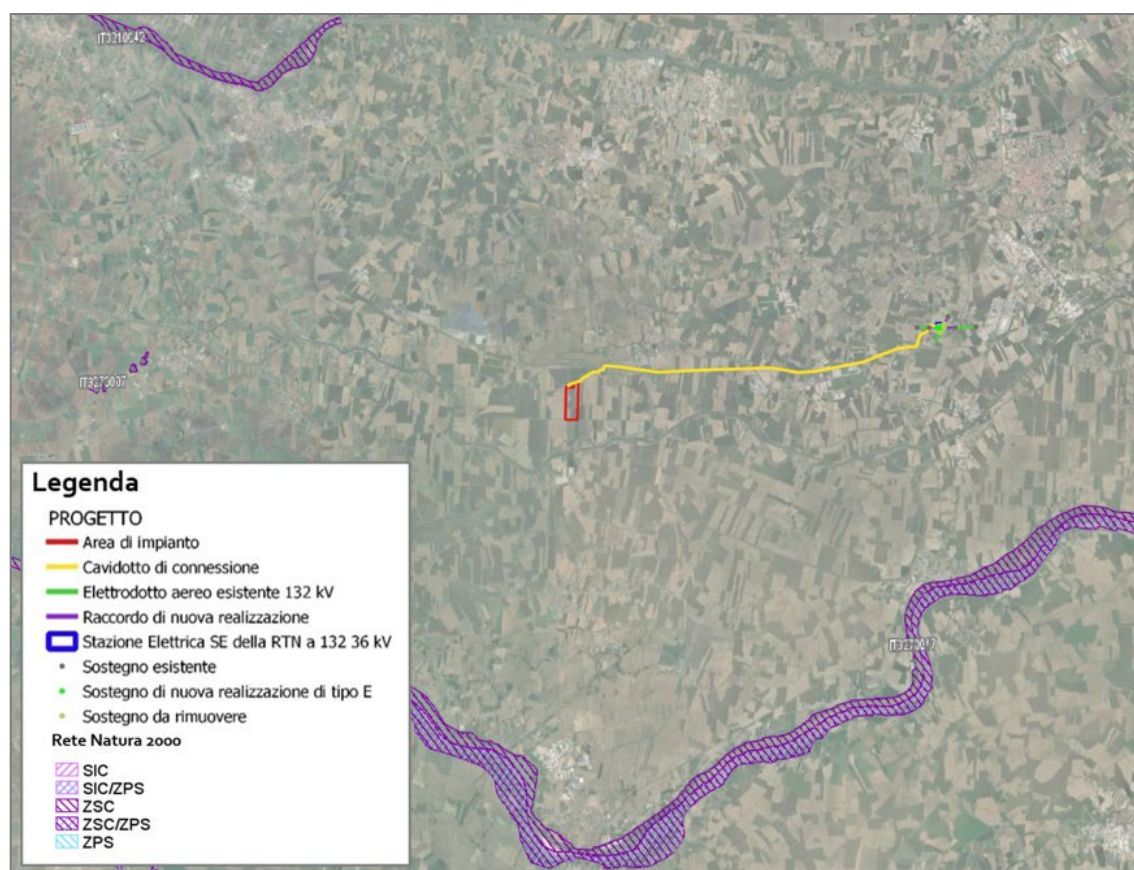 IT3210042
IT3270017
Legenda
PROGETTO
Area di impianto
Cavidotto di connessione
Elettrodotto aereo esistente 132 kV
Raccordo di nuova realizzazione
Stazione Elettrica SE della RTN a 132 36 kV
Sostegno esistente
Sostegno di nuova realizzazione di tipo E
Sostegno da rimuovere
Rete Natura 2000
SIC
SIC/ZPS
ZSC
ZSC/ZPS
ZPS